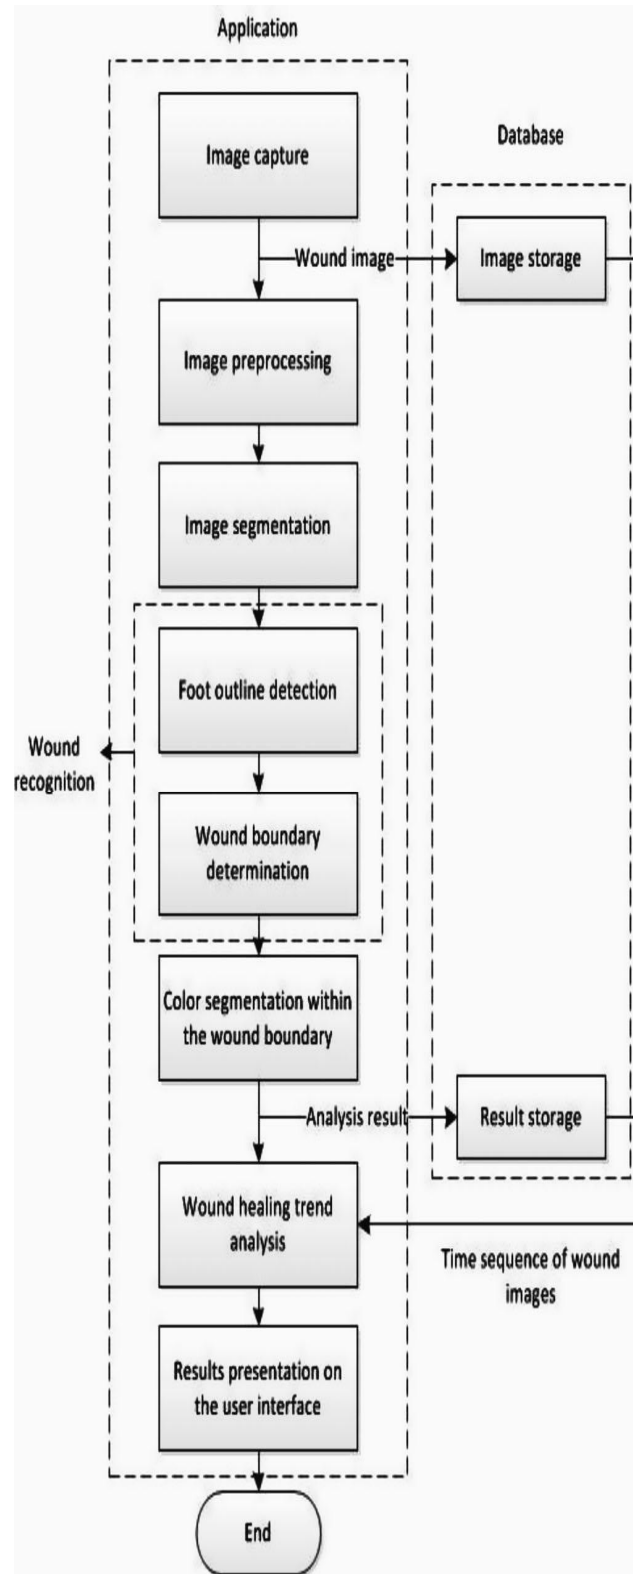 Application
Image capture
Database
Wound image
Image storage
Image preprocessing
Image segmentation
Foot outline detection
Wound
recognition
Wound boundary
determination
Color segmentation within
the wound boundary
Analysis result
Result storage
Wound healing trend
analysis
Time sequence of wound
images
Results presentation on
the user interface
End